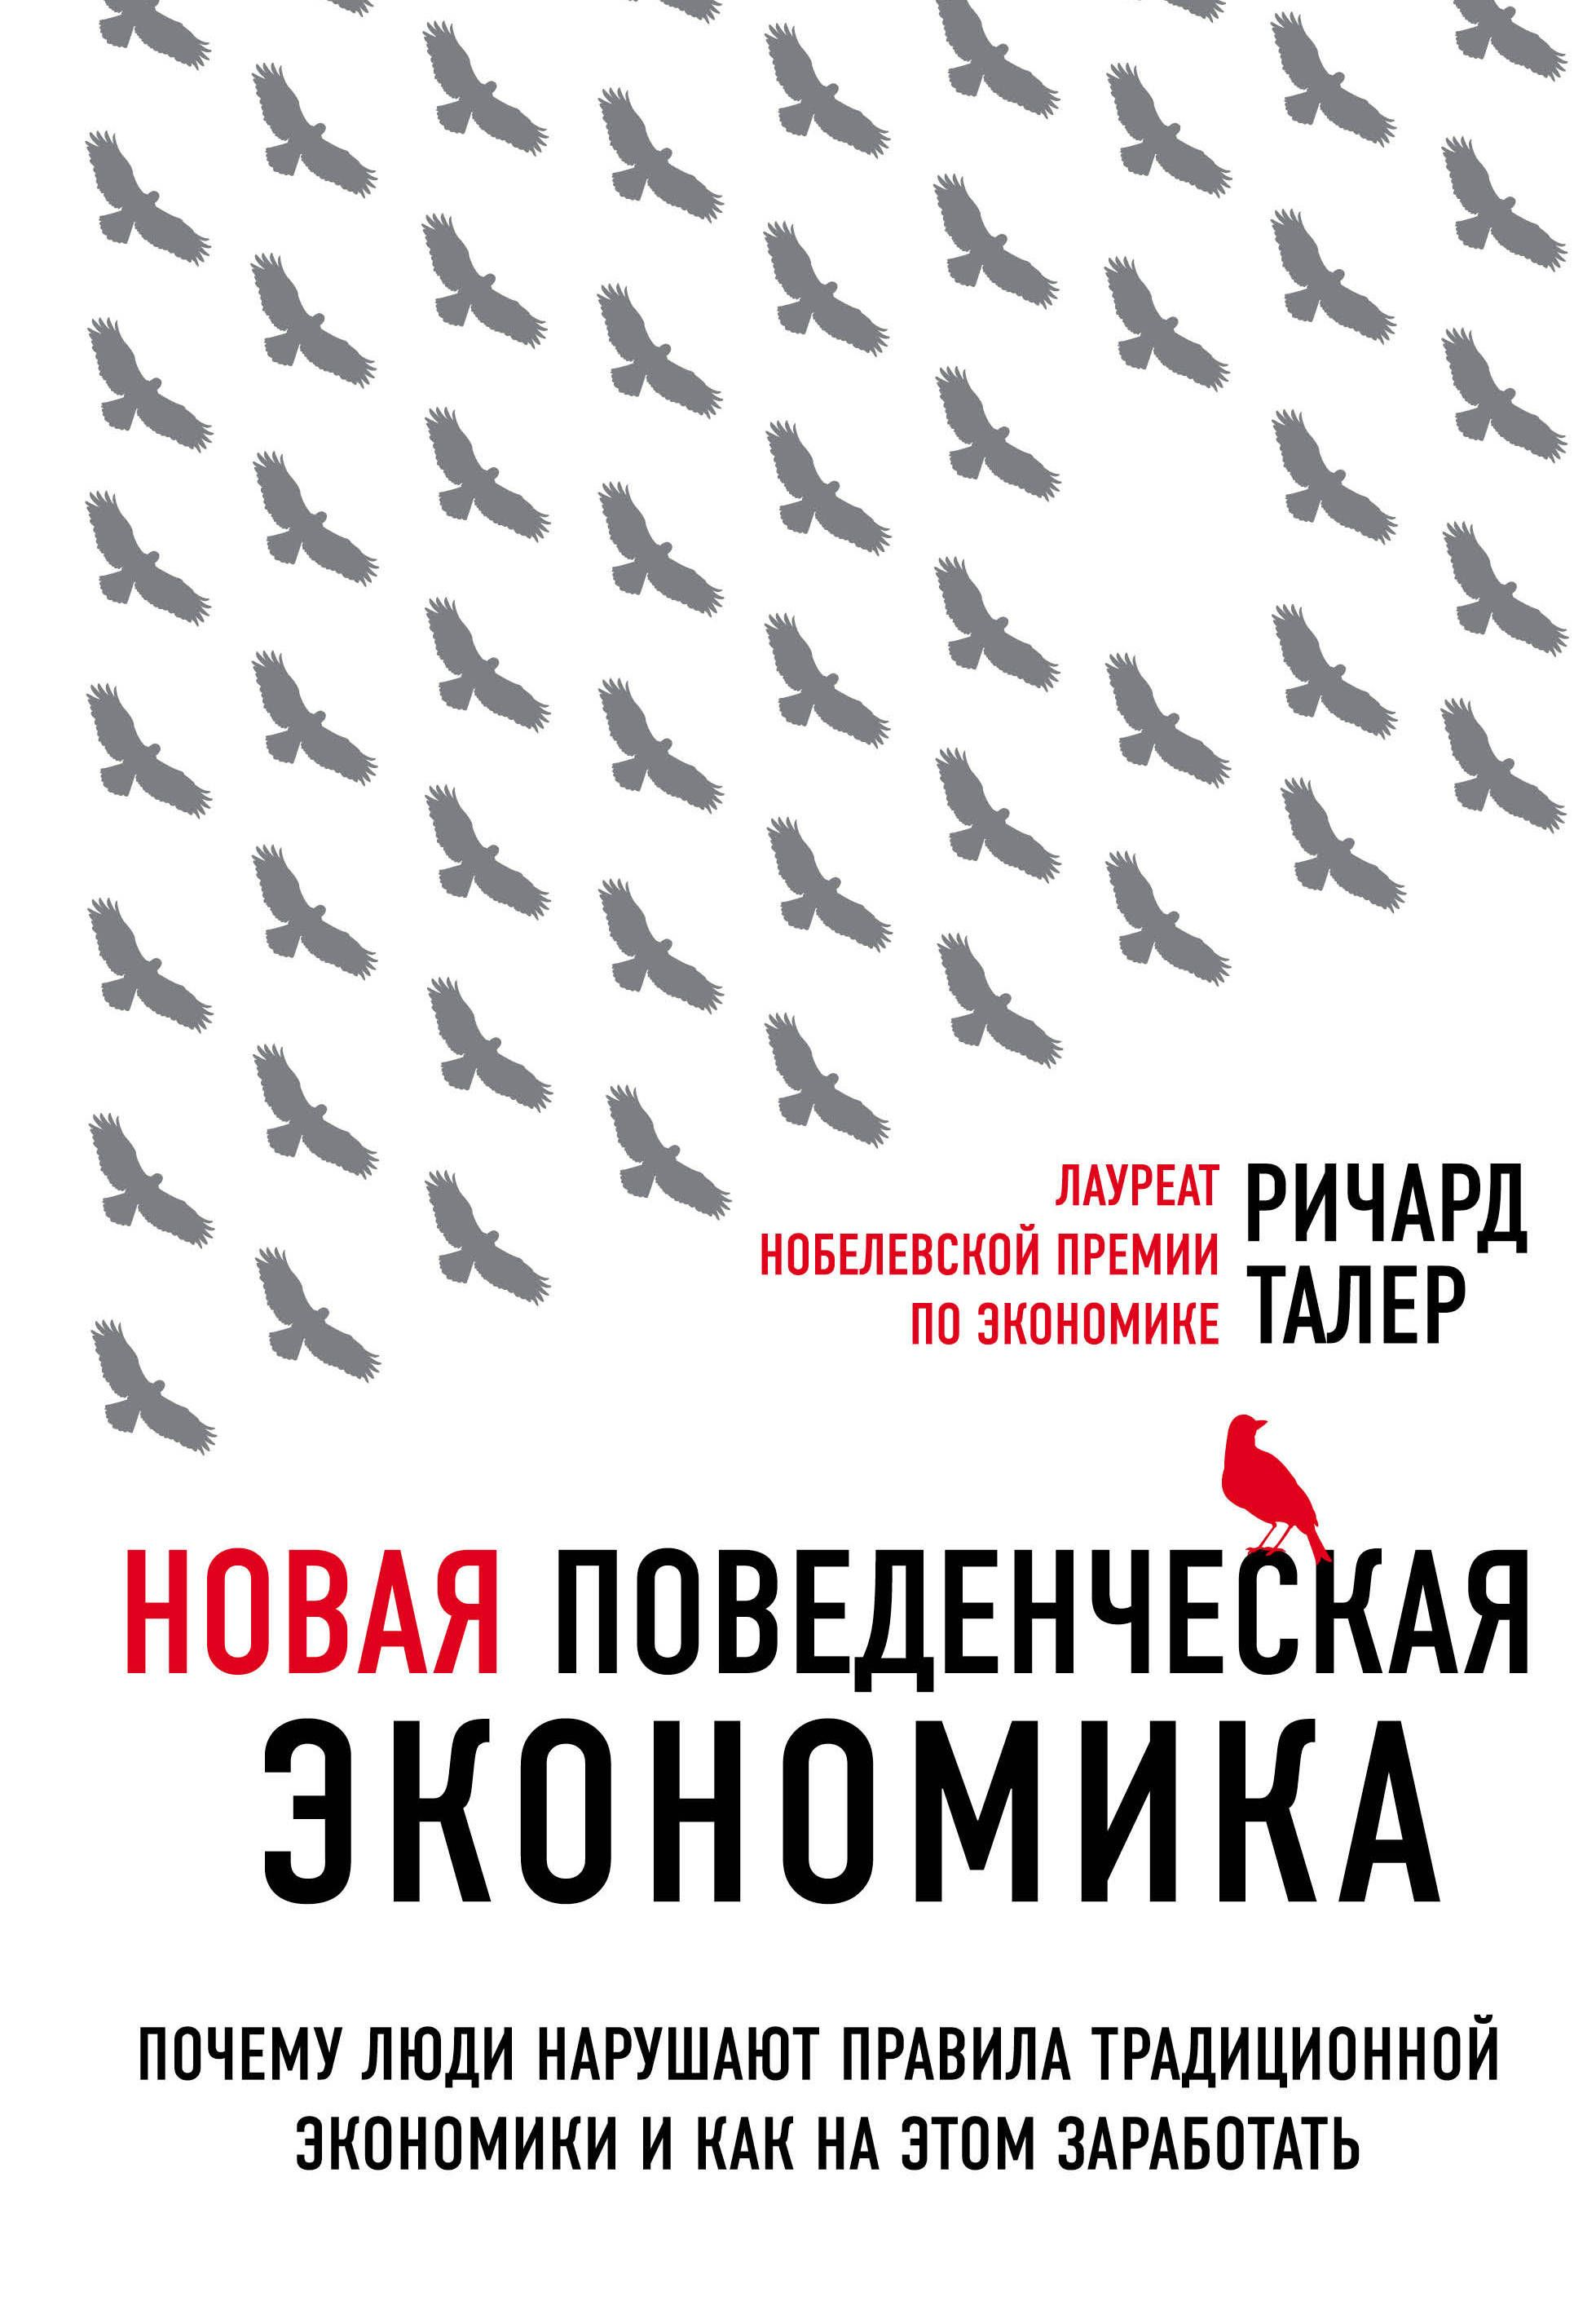 ЛАУРЕАТ
НОБЕЛЕВСКОЙ ПРЕМИИ
ПО ЭКОНОМИКЕ
РИЧАРД
ТАЛЕР
НОВАЯ ПОВЕДЕНЧЕСКАЯ
ЭКОНОМИКА
ПОЧЕМУ ЛЮДИ НАРУШАЮТ ПРАВИЛА ТРАДИЦИОННОЙ
ЭКОНОМИКИ И КАК НА ЭТОМ ЗАРАБОТАТЬ